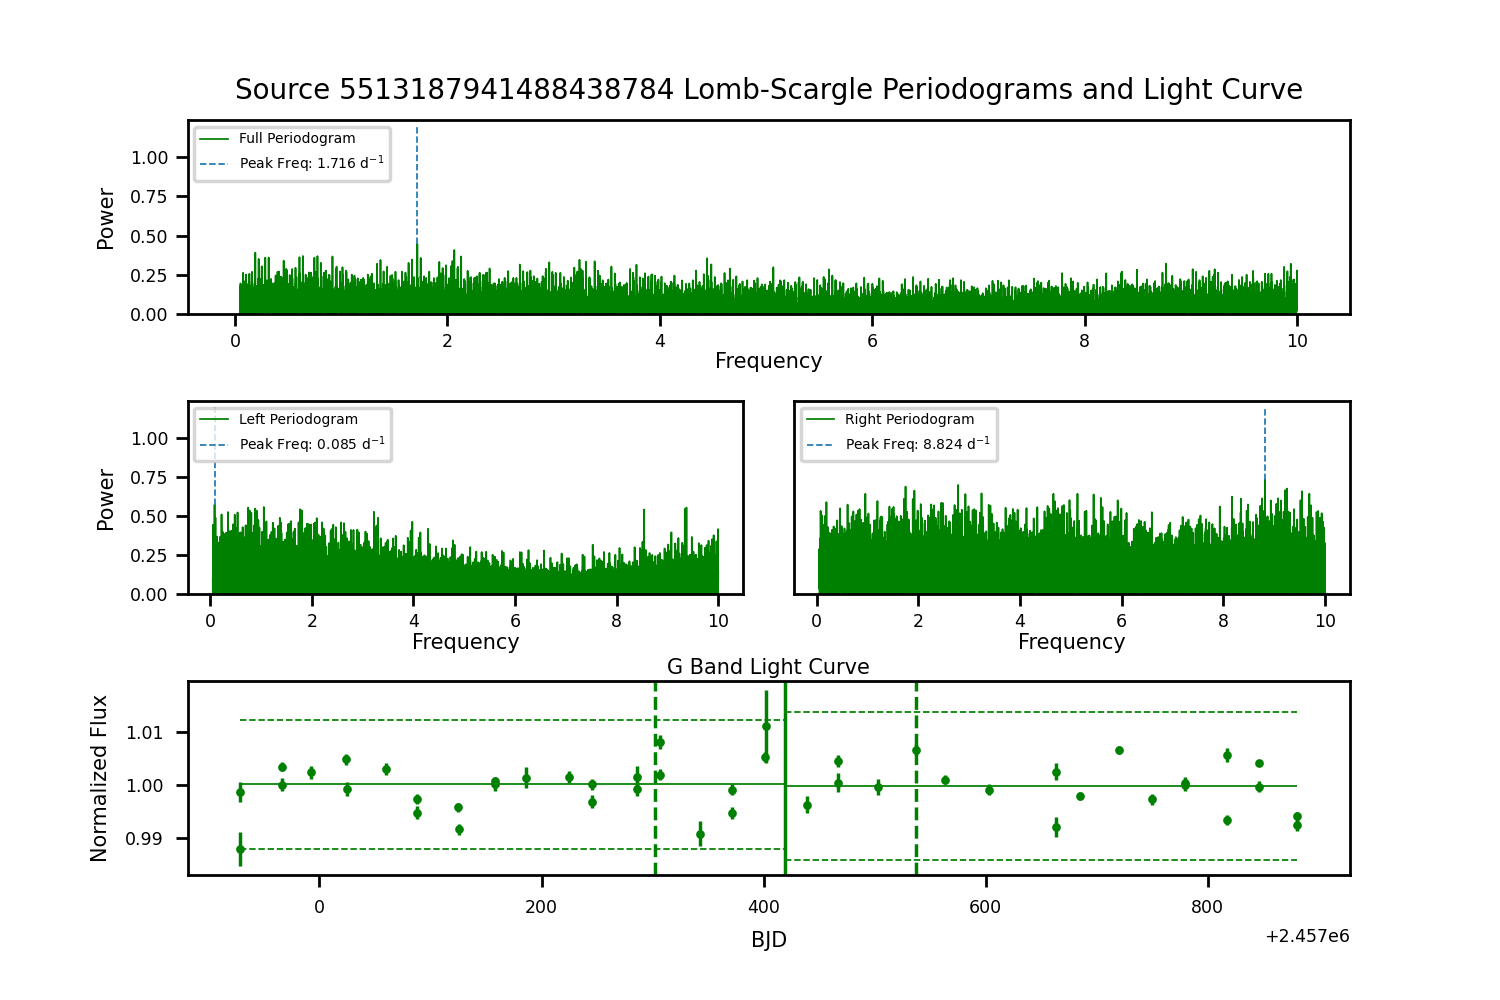 Source 5513187941488438784 Lomb-Scargle Periodograms and Light Curve
Full Periodogram
Peak Freq: 1.716 d⁻¹
Power
1.00
0.75
0.50
0.25
0.00
0 2 4 6 8 10
Frequency
Left Periodogram
Peak Freq: 0.085 d⁻¹
Power
1.00
0.75
0.50
0.25
0.00
0 2 4 6 8 10
Frequency
Right Periodogram
Peak Freq: 8.824 d⁻¹
0 2 4 6 8 10
Frequency
G Band Light Curve
Normalized Flux
1.01
1.00
0.99
0 200 400 600 800
BJD
+2.457e6